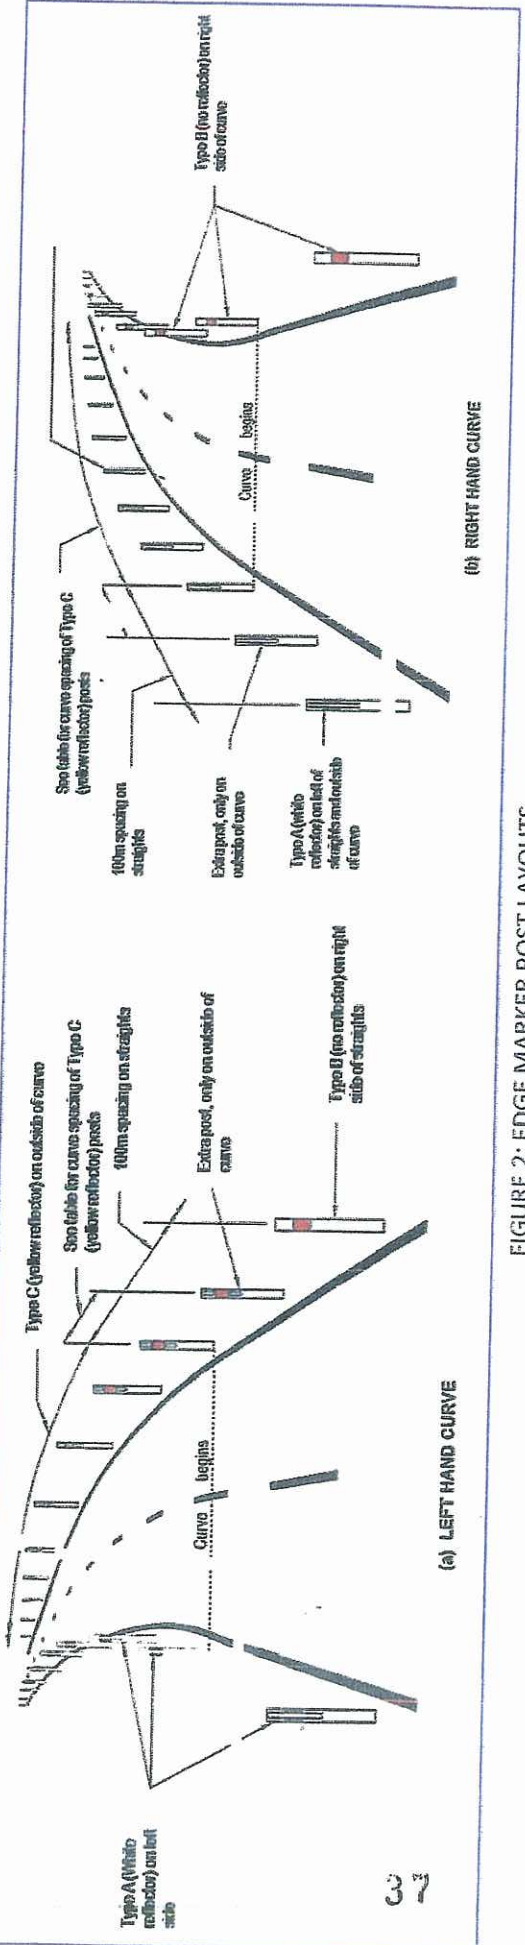 Type A (White
reflector) on left
side
Type C (yellow reflector) on outside of curve
See table for curve spacing of Type C
(yellow reflector) posts
100m spacing on straights
Extra post, only on outside of
curve
Type B (no reflector) on right
side of straights
Curve begins
(a) LEFT HAND CURVE
See table for curve spacing of Type C
(yellow reflector) posts
100m spacing on
straights
Extra post, only on
outside of curve
Type A (white
reflector) on left of
straights and outside
of curve
Type B (no reflector) on right
side of curve
Curve begins
(b) RIGHT HAND CURVE
FIGURE 2: EDGE MARKER POST LAYOUTS
37